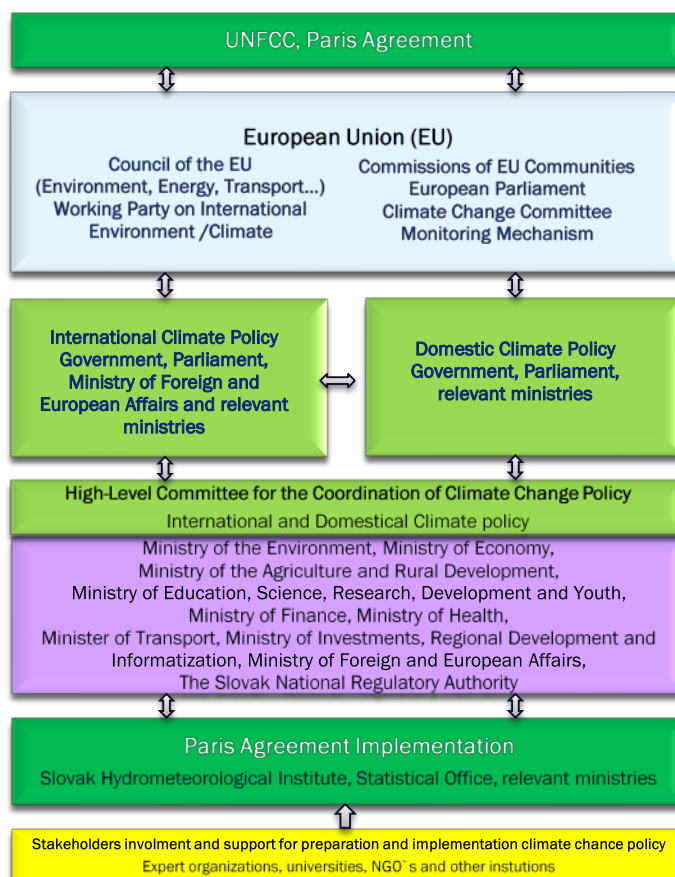 UNFCC, Paris Agreement
European Union (EU)
Council of the EU
(Environment, Energy, Transport...)
Working Party on International
Environment /Climate
Commissions of EU Communities
European Parliament
Climate Change Committee
Monitoring Mechanism
International Climate Policy
Government, Parliament,
Ministry of Foreign and
European Affairs and relevant
ministries
Domestic Climate Policy
Government, Parliament,
relevant ministries
High-Level Committee for the Coordination of Climate Change Policy
International and Domestical Climate policy
Ministry of the Environment, Ministry of Economy,
Ministry of the Agriculture and Rural Development,
Ministry of Education, Science, Research, Development and Youth,
Ministry of Finance, Ministry of Health,
Minister of Transport, Ministry of Investments, Regional Development and
Informatization, Ministry of Foreign and European Affairs,
The Slovak National Regulatory Authority
Paris Agreement Implementation
Slovak Hydrometeorological Institute, Statistical Office, relevant ministries
Stakeholders involment and support for preparation and implementation climate chance policy
Expert organizations, universities, NGO`s and other instutions